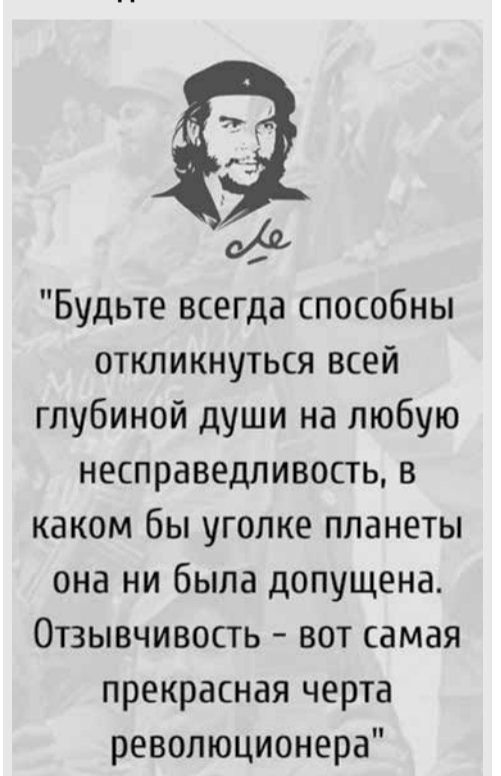 che
"Будьте всегда способны
откликнуться всей
глубиной души на любую
несправедливость, в
каком бы уголке планеты
она ни была допущена.
Отзывчивость - вот самая
прекрасная черта
революционера"